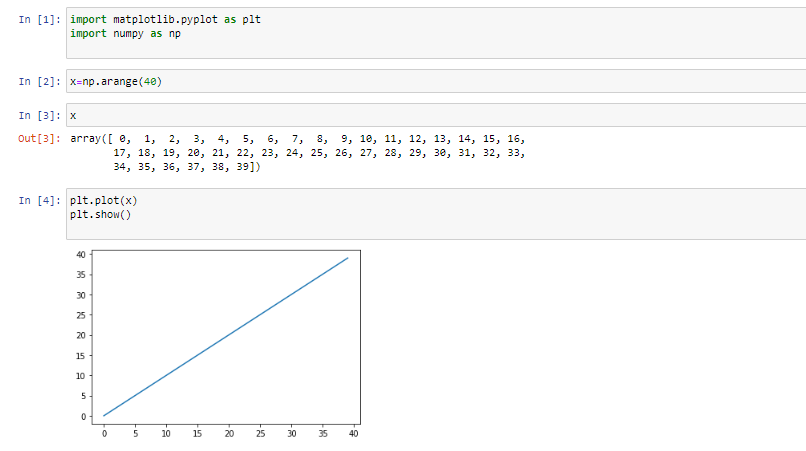 In [1]: import matplotlib.pyplot as plt
import numpy as np
In [2]: x=np.arange(40)
In [3]: x
Out[3]: array([ 0,  1,  2,  3,  4,  5,  6,  7,  8,  9, 10, 11, 12, 13, 14, 15, 16,
17, 18, 19, 20, 21, 22, 23, 24, 25, 26, 27, 28, 29, 30, 31, 32, 33,
34, 35, 36, 37, 38, 39])
In [4]: plt.plot(x)
plt.show()
40
35
30
25
20
15
10
5
0
0 5 10 15 20 25 30 35 40